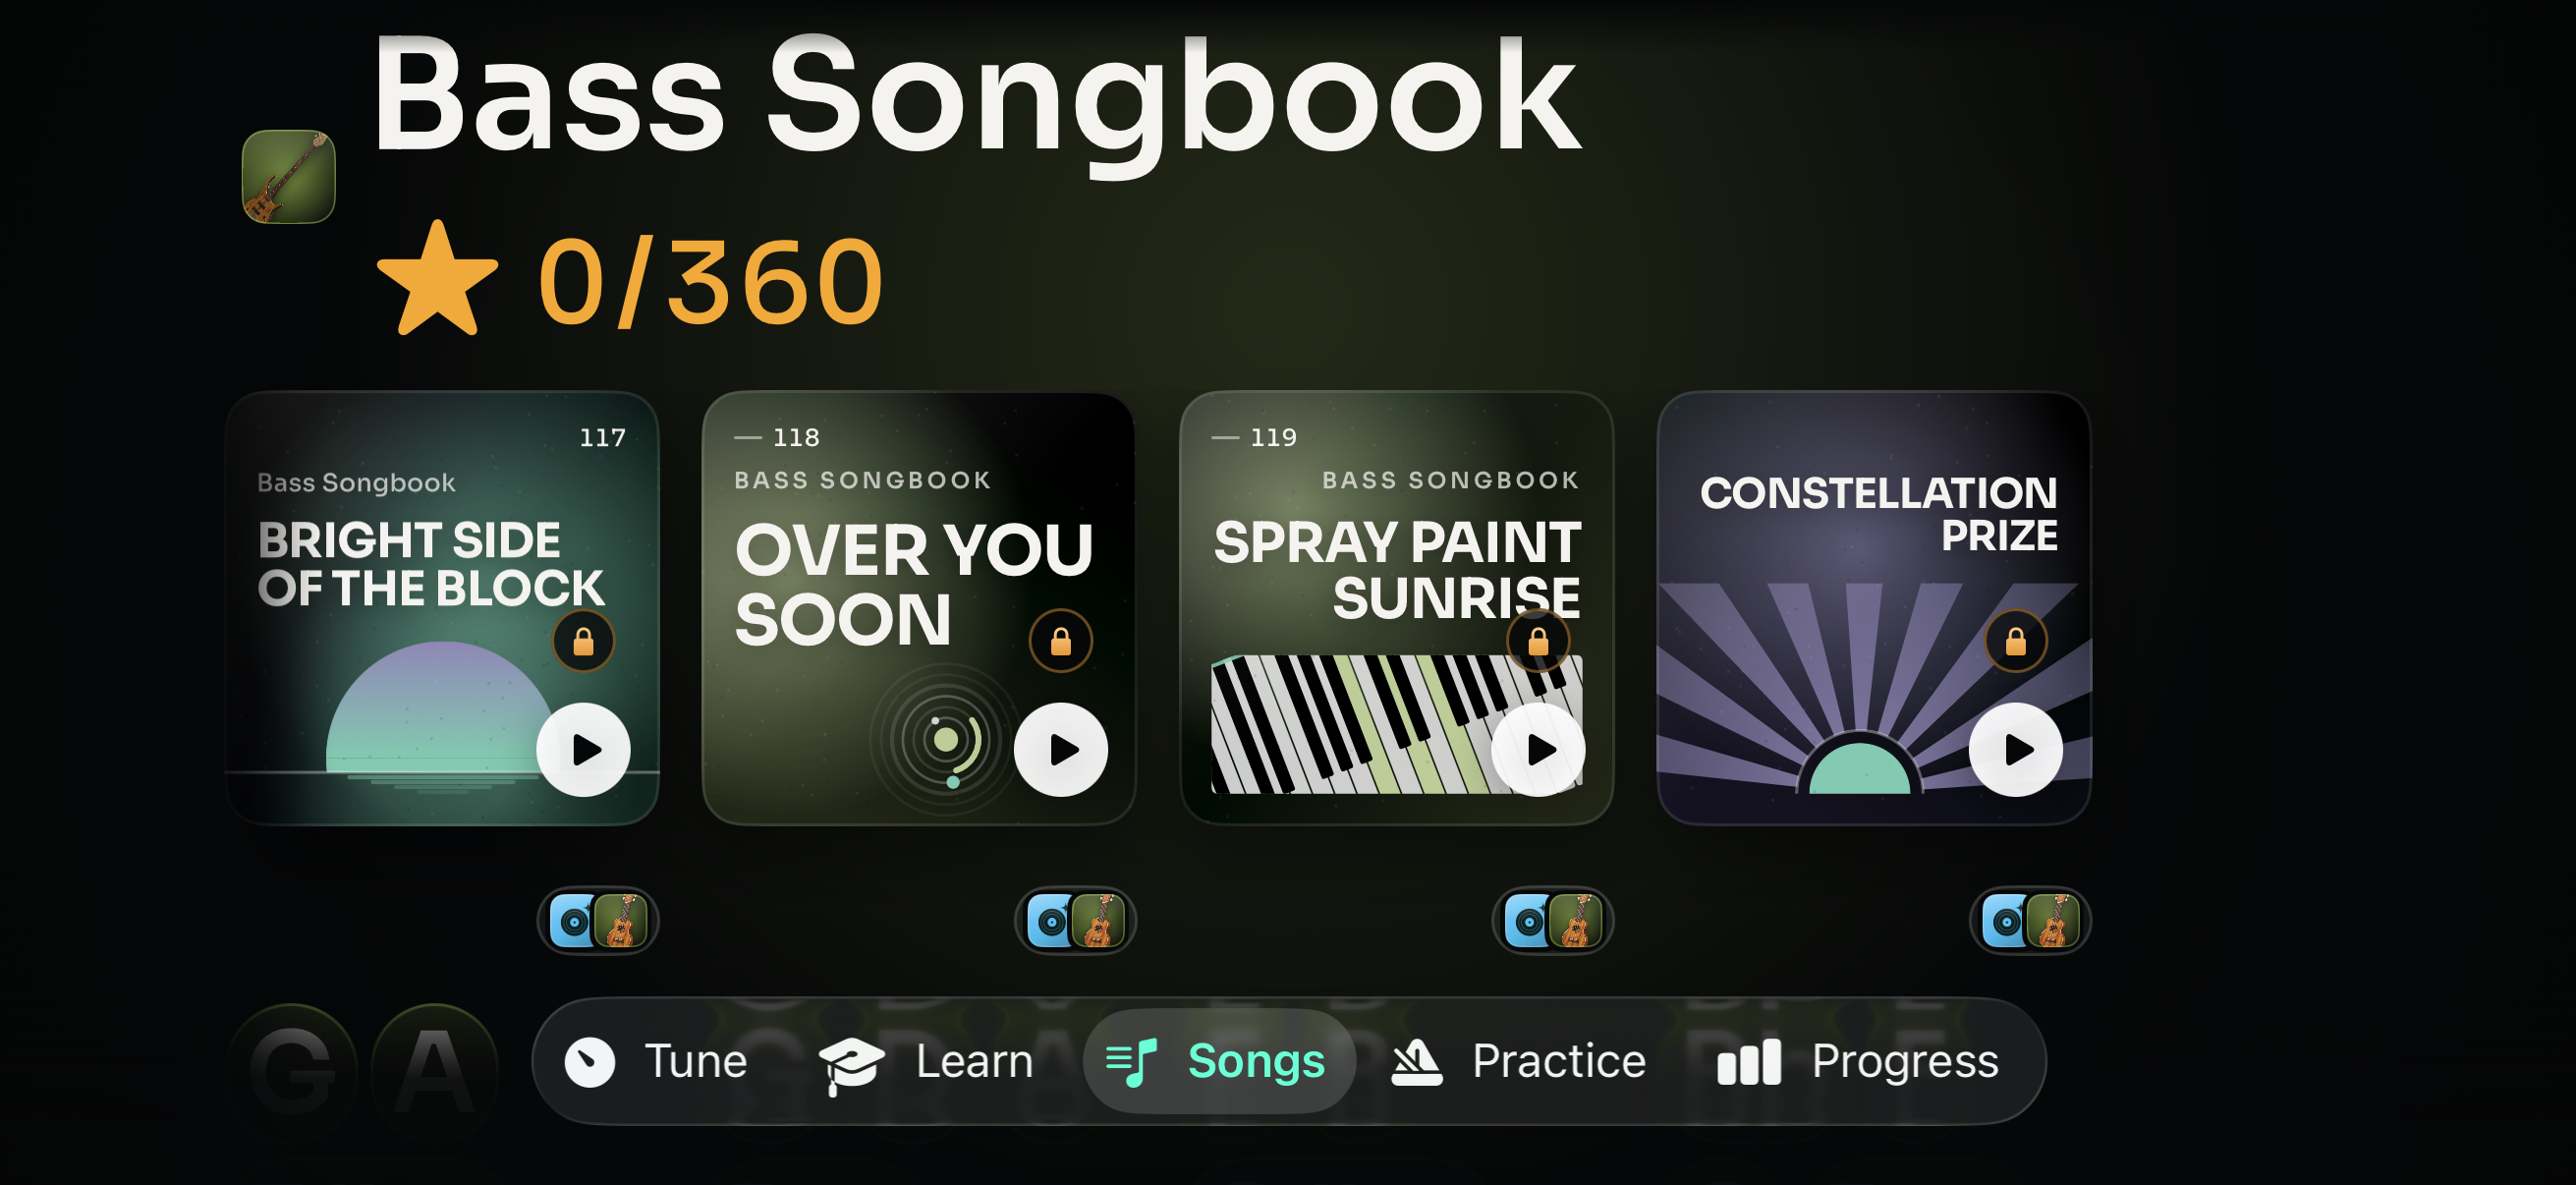 Bass Songbook
0/360
117
Bass Songbook
BRIGHT SIDE
OF THE BLOCK
118
BASS SONGBOOK
OVER YOU
SOON
119
BASS SONGBOOK
SPRAY PAINT
SUNRISE
CONSTELLATION
PRIZE
G A
Tune Learn Songs Practice Progress